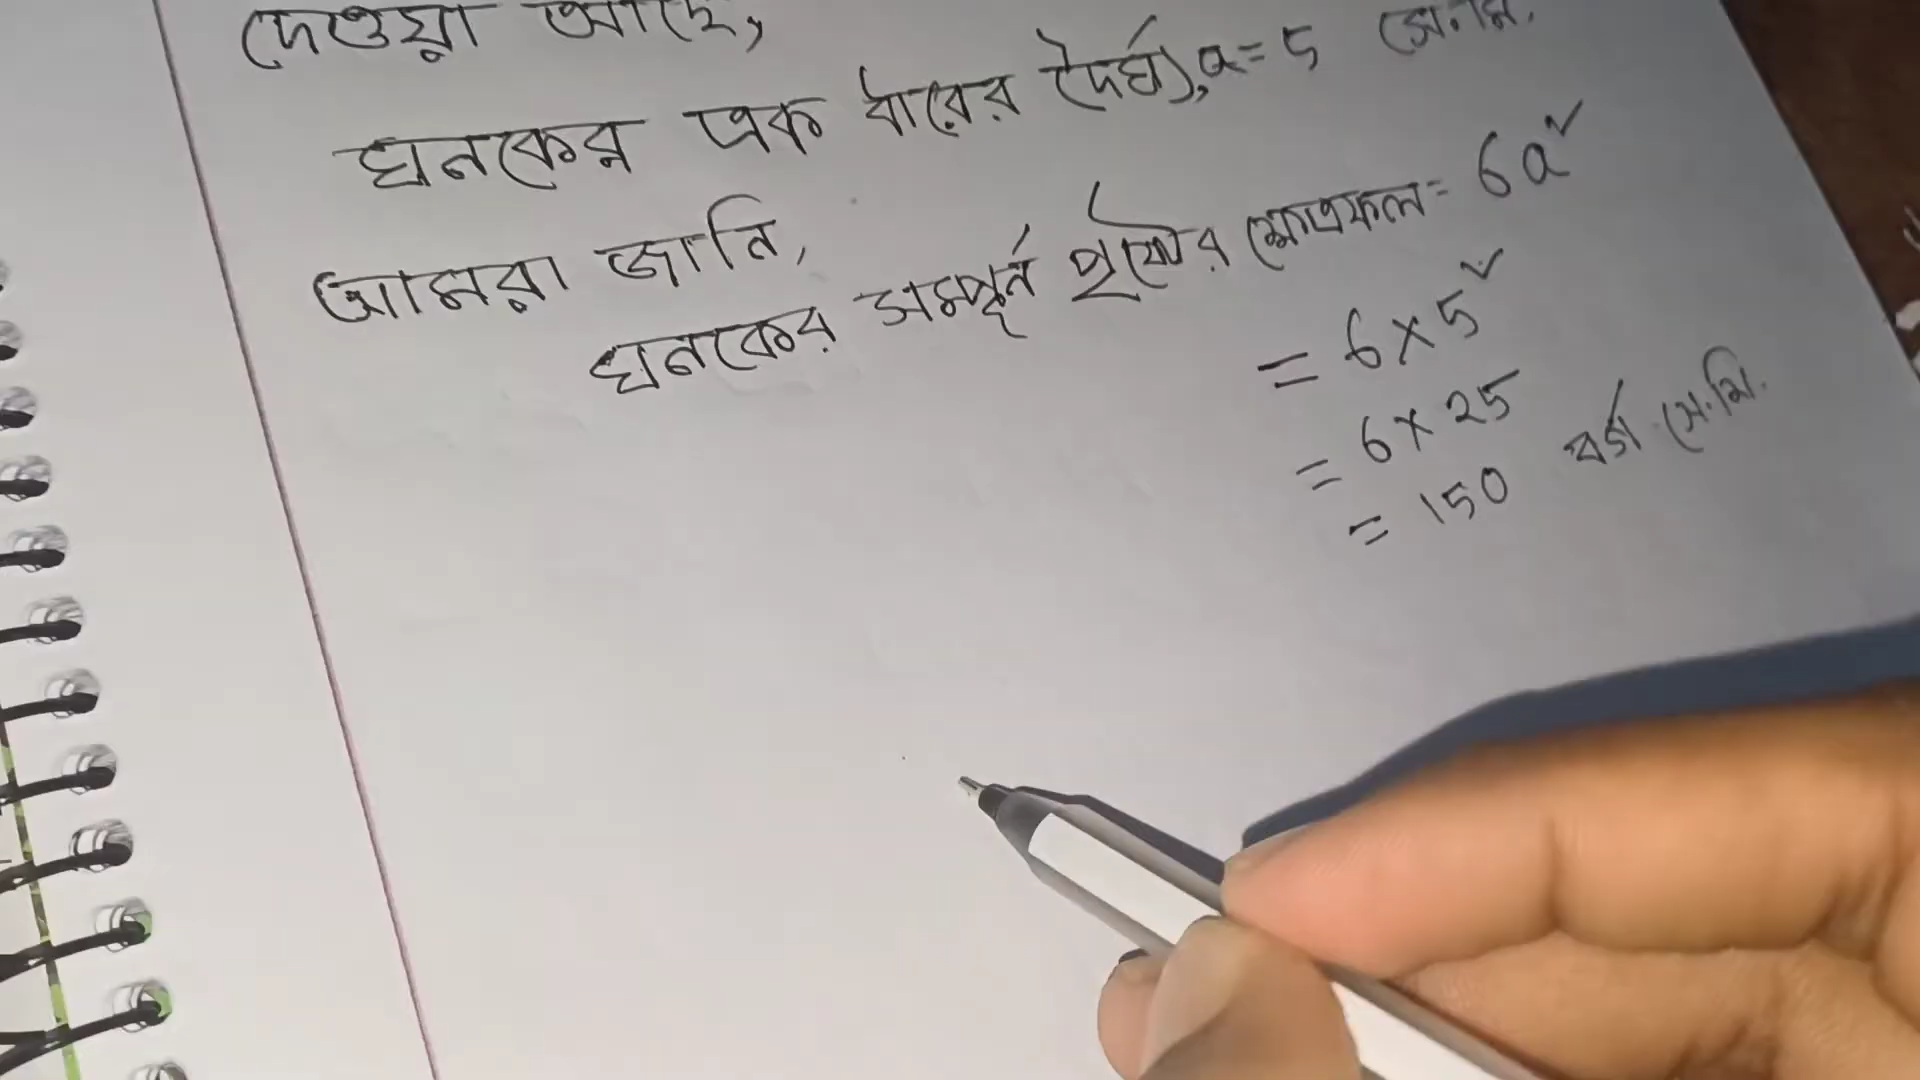 দেওয়া আছে,
ঘনকের এক ধারের দৈর্ঘ্য, a = 5 সে.মি.
আমরা জানি,
ঘনকের সম্পূর্ন পৃষ্ঠের ক্ষেত্রফল = 6a²
= 6 × 5²
= 6 × 25
= 150 বর্গ সে.মি.